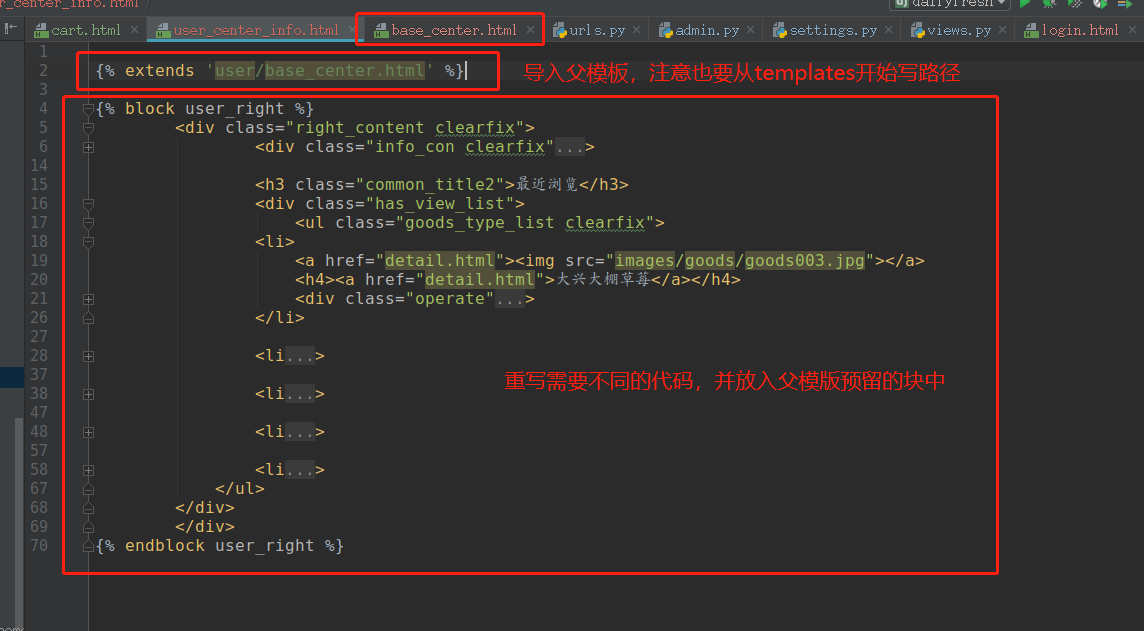 r_center_info.html
dailyfresh
cart.html
user_center_info.html
base_center.html
urls.py
admin.py
settings.py
views.py
login.html
1
2 {% extends 'user/base_center.html' %}
导入父模板，注意也要从templates开始写路径
3
4 {% block user_right %}
5 <div class="right_content clearfix">
6 <div class="info_con clearfix"...>
14
15 <h3 class="common_title2">最近浏览</h3>
16 <div class="has_view_list">
17 <ul class="goods_type_list clearfix">
18 <li>
19 <a href="detail.html"><img src="images/goods/goods003.jpg"></a>
20 <h4><a href="detail.html">大兴大棚草莓</a></h4>
21 <div class="operate"...>
26 </li>
27
28 <li...>
37
重写需要不同的代码，并放入父模版预留的块中
38 <li...>
47
48 <li...>
57
58 <li...>
67 </ul>
68 </div>
69 </div>
70 {% endblock user_right %}